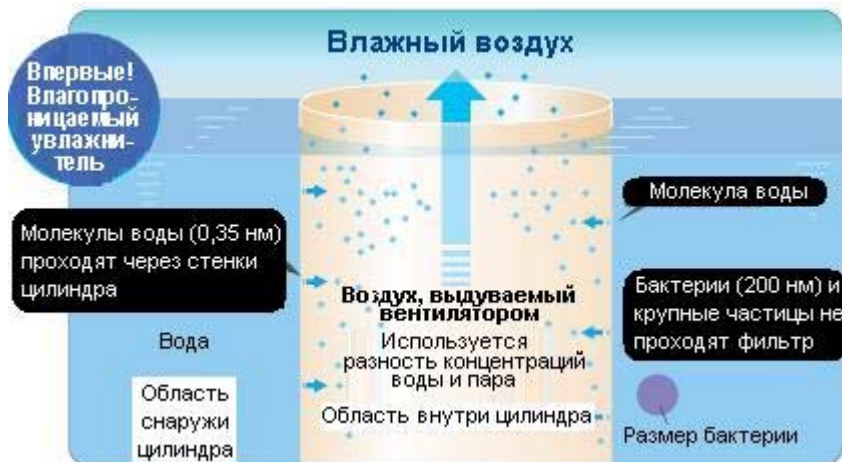 Влажный воздух
Впервые!
Влагопро-
ницаемый
увлажни-
тель
Молекула воды
Молекулы воды (0,35 нм)
проходят через стенки
цилиндра
Воздух, выдуваемый
вентилятором
Используется
разность концентраций
воды и пара
Бактерии (200 нм) и
крупные частицы не
проходят фильтр
Вода
Область
снаружи
цилиндра
Область внутри цилиндра
Размер бактерии